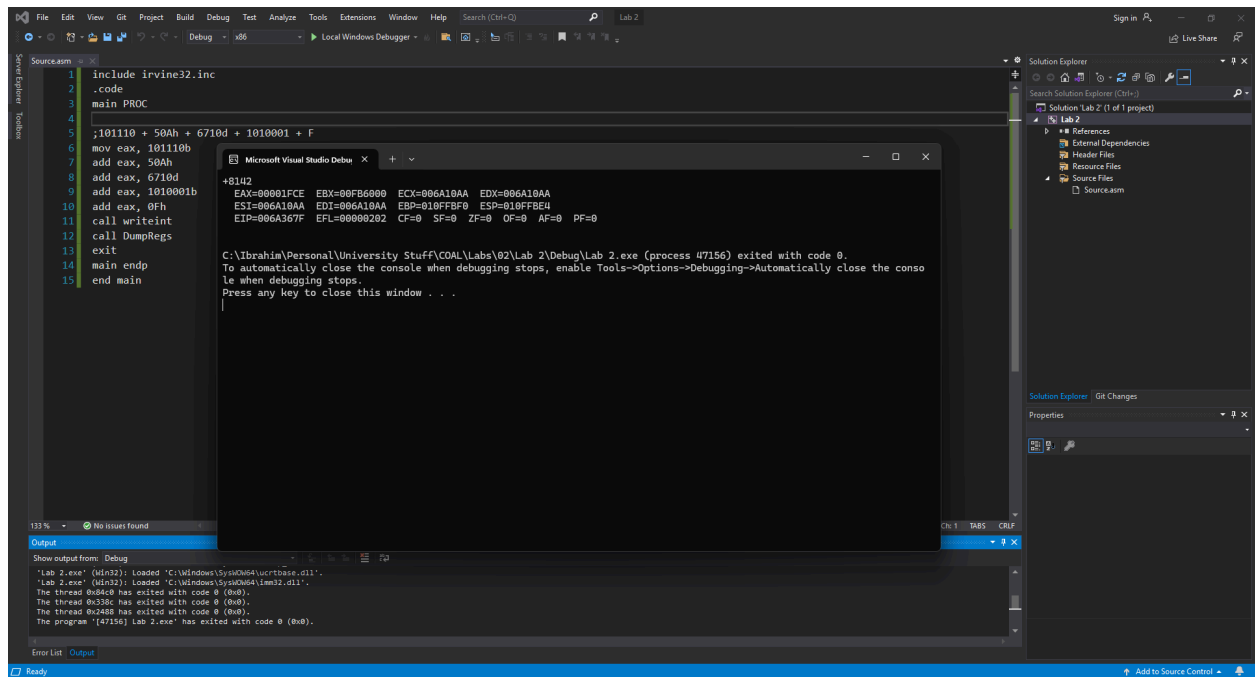 File Edit View Git Project Build Debug Test Analyze Tools Extensions Window Help Search (Ctrl+Q) Lab 2 Sign in
Debug x86 Local Windows Debugger Live Share
Server Explorer
Toolbox
Source.asm
1 include irvine32.inc
2 .code
3 main PROC
4
5 ;101110 + 50Ah + 6710d + 1010001 + F
6 mov eax, 101110b
7 add eax, 50Ah
8 add eax, 6710d
9 add eax, 1010001b
10 add eax, 0Fh
11 call writeint
12 call DumpRegs
13 exit
14 main endp
15 end main
Microsoft Visual Studio Debu
+8142
EAX=00001FCE EBX=00FB6000 ECX=006A10AA EDX=006A10AA
ESI=006A10AA EDI=006A10AA EBP=010FFBF0 ESP=010FFBE4
EIP=006A367F EFL=00000202 CF=0 SF=0 ZF=0 OF=0 AF=0 PF=0
C:\Ibrahim\Personal\University Stuff\COAL\Labs\02\Lab 2\Debug\Lab 2.exe (process 47156) exited with code 0.
To automatically close the console when debugging stops, enable Tools->Options->Debugging->Automatically close the conso
le when debugging stops.
Press any key to close this window . . .
133 % No issues found Ch: 1 TABS CRLF
Output
Show output from: Debug
'Lab 2.exe' (Win32): Loaded 'C:\Windows\SysWOW64\ucrtbase.dll'.
'Lab 2.exe' (Win32): Loaded 'C:\Windows\SysWOW64\imm32.dll'.
The thread 0x84c0 has exited with code 0 (0x0).
The thread 0x338c has exited with code 0 (0x0).
The thread 0x2488 has exited with code 0 (0x0).
The program '[47156] Lab 2.exe' has exited with code 0 (0x0).
Error List Output
Solution Explorer
Search Solution Explorer (Ctrl+;)
Solution 'Lab 2' (1 of 1 project)
Lab 2
References
External Dependencies
Header Files
Resource Files
Source Files
Source.asm
Solution Explorer Git Changes
Properties
Ready Add to Source Control